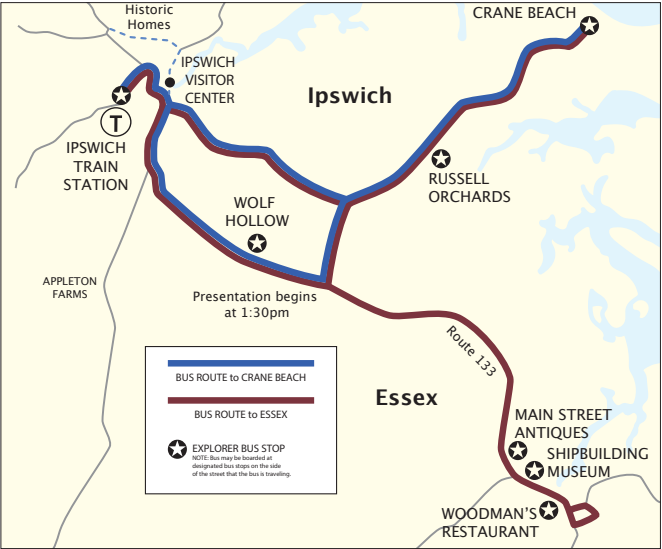 Historic
Homes
CRANE BEACH
IPSWICH
VISITOR
CENTER
Ipswich
T
IPSWICH
TRAIN
STATION
RUSSELL
ORCHARDS
WOLF
HOLLOW
APPLETON
FARMS
Presentation begins
at 1:30pm
Route 133
BUS ROUTE to CRANE BEACH
BUS ROUTE to ESSEX
EXPLORER BUS STOP
NOTE: Bus may be boarded at
designated bus stops on the side
of the street that the bus is traveling.
Essex
MAIN STREET
ANTIQUES
SHIPBUILDING
MUSEUM
WOODMAN'S
RESTAURANT